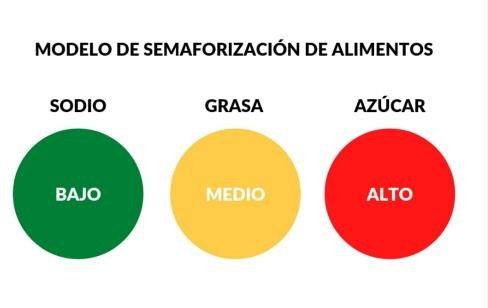 MODELO DE SEMAFORIZACIÓN DE ALIMENTOS
SODIO GRASA AZÚCAR
BAJO MEDIO ALTO